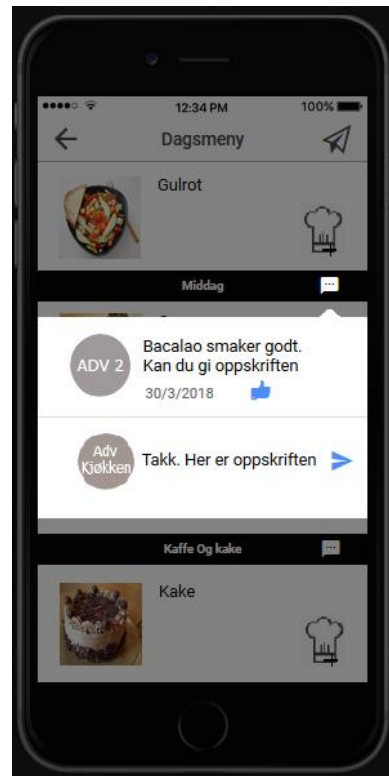 12:34 PM
100%
Dagsmeny
Gulrot
Middag
ADV 2
Bacalao smaker godt.
Kan du gi oppskriften
30/3/2018
Adv
Kjøkken
Takk. Her er oppskriften
Kaffe Og kake
Kake